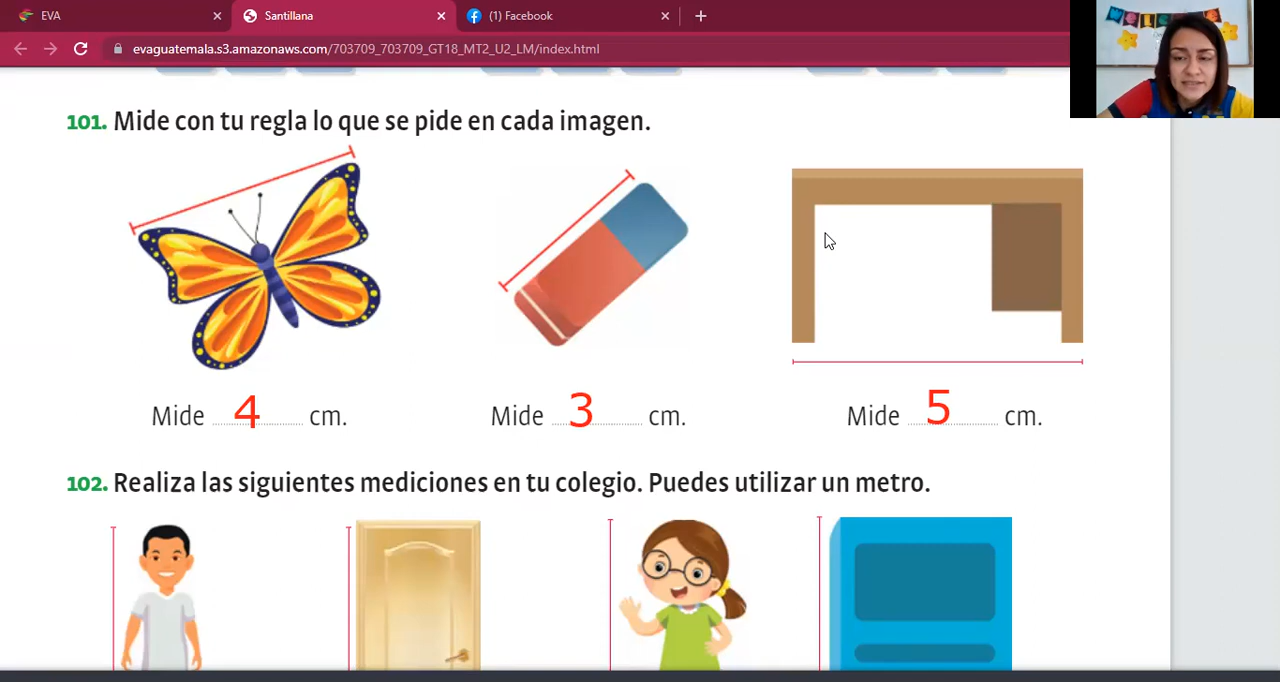 EVA
Santillana
(1) Facebook
evaguatemala.s3.amazonaws.com/703709_703709_GT18_MT2_U2_LM/index.html
101. Mide con tu regla lo que se pide en cada imagen.
Mide 4 cm.
Mide 3 cm.
Mide 5 cm.
102. Realiza las siguientes mediciones en tu colegio. Puedes utilizar un metro.